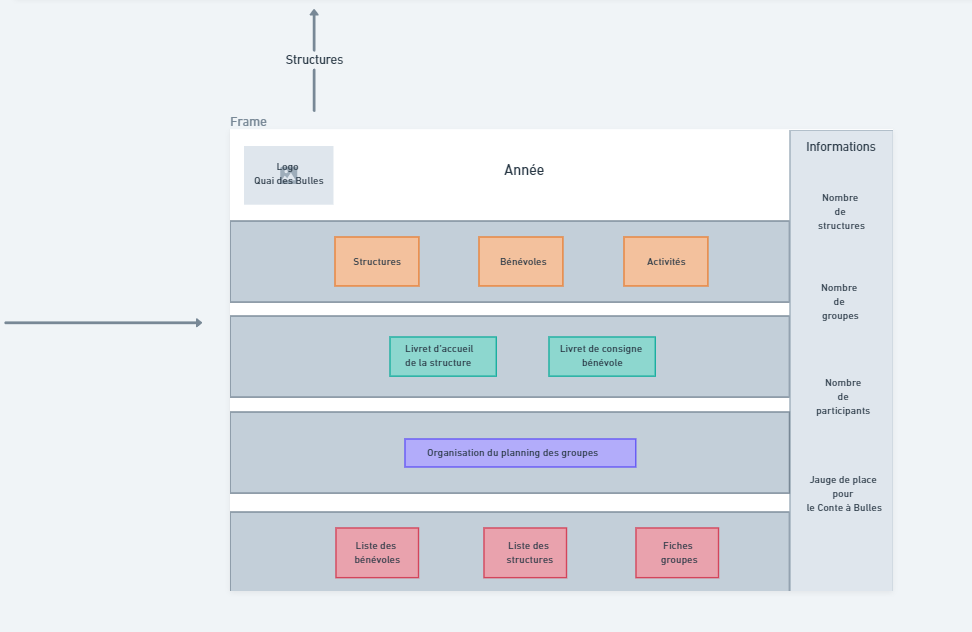 Structures
Frame
Logo
Quai des Bulles
Année
Informations
Nombre
de
structures
Structures
Bénévoles
Activités
Nombre
de
groupes
Livret d'accueil
de la structure
Livret de consigne
bénévole
Nombre
de
participants
Organisation du planning des groupes
Jauge de place
pour
le Conte à Bulles
Liste des
bénévoles
Liste des
structures
Fiches
groupes